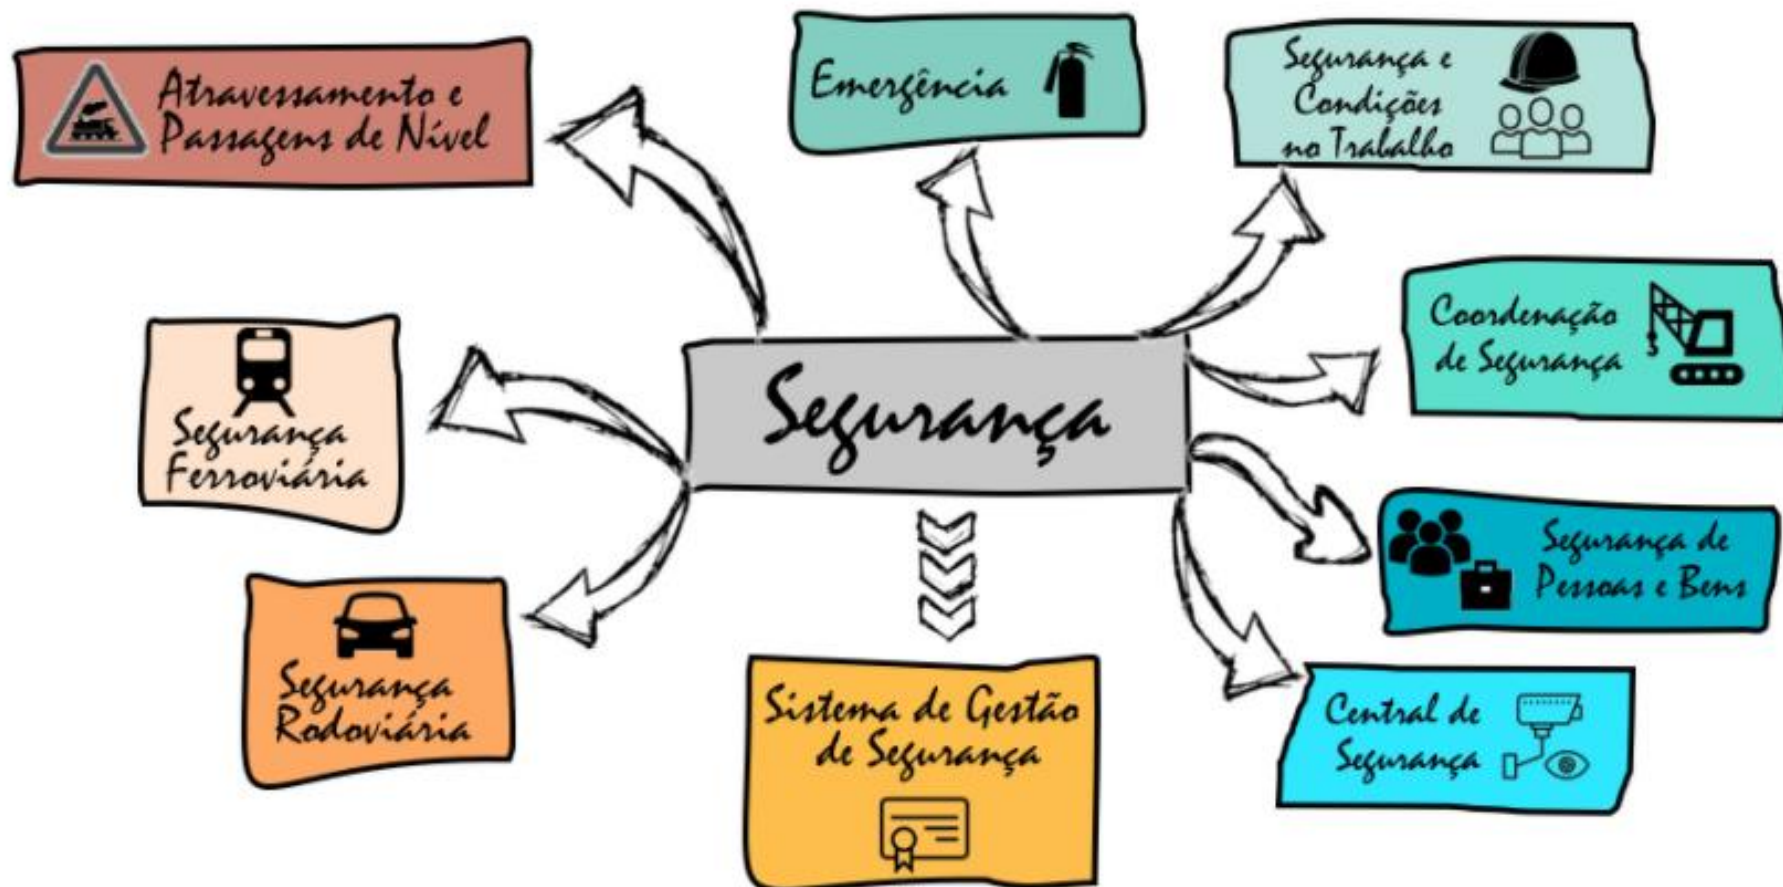 Atravessamento e
Passagens de Nível
Emergência
Segurança e
Condições
no Trabalho
Segurança
Ferroviária
Segurança
Coordenação
de Segurança
Segurança de
Pessoas e Bens
Segurança
Rodoviária
Sistema de Gestão
de Segurança
Central de
Segurança